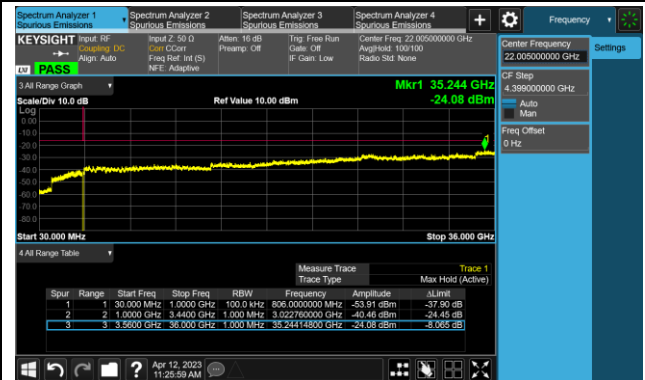 Spectrum Analyzer 1
Spurious Emissions
Spectrum Analyzer 2
Spurious Emissions
Spectrum Analyzer 3
Spurious Emissions
Spectrum Analyzer 4
Spurious Emissions
Frequency
KEYSIGHT
Input: RF
Coupling: DC
Align: Auto
Input Z: 50 Ω
Corr CCorr
Freq Ref: Int (S)
NFE: Adaptive
Atten: 16 dB
Preamp: Off
Trig: Free Run
Gate: Off
IF Gain: Low
Center Freq: 22.005000000 GHz
Avg|Hold: 100/100
Radio Std: None
LXI PASS
Center Frequency
22.005000000 GHz
Settings
CF Step
4.399000000 GHz
Auto
Man
Freq Offset
0 Hz
3 All Range Graph
Mkr1 35.244 GHz
Scale/Div 10.0 dB
Ref Value 10.00 dBm
-24.08 dBm
Log
0.00
-10.0
-20.0
-30.0
-40.0
-50.0
-60.0
-70.0
-80.0
1
Start 30.000 MHz
Stop 36.000 GHz
4 All Range Table
Measure Trace Trace 1
Trace Type Max Hold (Active)
Spur Range Start Freq Stop Freq RBW Frequency Amplitude ΔLimit
1 1 30.000 MHz 1.0000 GHz 100.0 kHz 806.0000000 MHz -53.91 dBm -37.90 dB
2 2 1.0000 GHz 3.4400 GHz 1.000 MHz 3.022760000 GHz -40.46 dBm -24.45 dB
3 3 3.5600 GHz 36.000 GHz 1.000 MHz 35.24414800 GHz -24.08 dBm -8.065 dB
Apr 12, 2023
11:25:59 AM